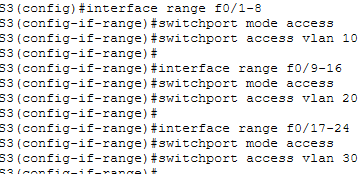 S3(config)#interface range f0/1-8
S3(config-if-range)#switchport mode access
S3(config-if-range)#switchport access vlan 10
S3(config-if-range)#
S3(config-if-range)#interface range f0/9-16
S3(config-if-range)#switchport mode access
S3(config-if-range)#switchport access vlan 20
S3(config-if-range)#
S3(config-if-range)#interface range f0/17-24
S3(config-if-range)#switchport mode access
S3(config-if-range)#switchport access vlan 30
S3(config-if-range)#